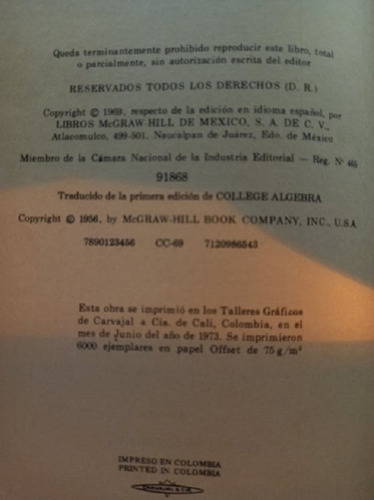 Queda terminantemente prohibido reproducir este libro, total
o parcialmente, sin autorización escrita del editor
RESERVADOS TODOS LOS DERECHOS (D. R.)
Copyright © 1969, respecto de la edición en idioma español, por
LIBROS McGRAW-HILL DE MEXICO, S. A. DE C. V.,
Atlacomulco, 499-501, Naucalpan de Juárez, Edo. de México
Miembro de la Cámara Nacional de la Industria Editorial — Reg. Nº 465
91868
Traducido de la primera edición de COLLEGE ALGEBRA
Copyright © 1956, by McGRAW-HILL BOOK COMPANY, INC., U.S.A
7890123456 CC-69 7120986543
Esta obra se imprimió en los Talleres Gráficos
de Carvajal & Cía. de Cali, Colombia, en el
mes de Junio del año de 1973. Se imprimieron
6000 ejemplares en papel Offset de 75 g/m²
IMPRESO EN COLOMBIA
PRINTED IN COLOMBIA
CARVAJAL & CIA